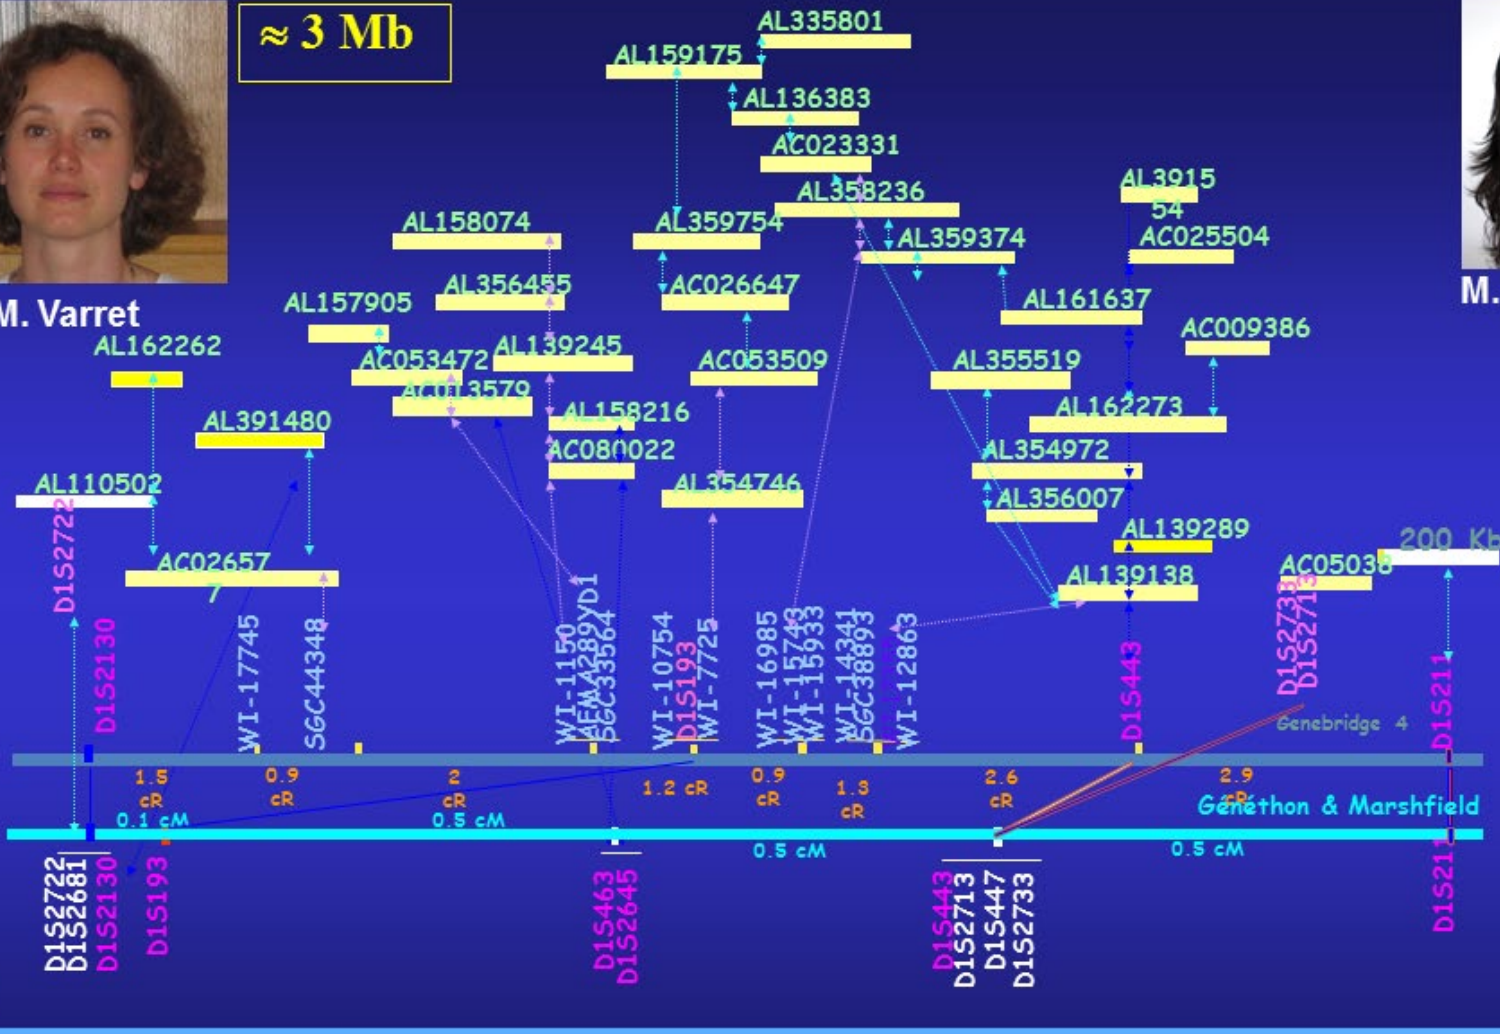 ≈ 3 Mb
AL335801
AL159175
AL136383
AC023331
AL3915
54
AL358236
AL158074
AL359754
AL359374
AC025504
AL356455
AC026647
AL157905
AL161637
M. Varret
M.
AC009386
AL162262
AC053472
AL139245
AC053509
AL355519
AC013579
AL158216
AL162273
AL391480
AC080022
AL354972
AL110502
AL354746
AL356007
AL139289
200 Kb
AC02657
7
AC05038
AL139138
D1S2722
D1S2130
WI-17745
SGC44348
SGC33564
WI-10754
D1S193
WI-7725
WI-16985
WI-15743
WI-15933
WI-14341
SGC38893
WI-12863
D1S443
D1S2733
D1S2713
D1S211
Genebridge 4
1.5
cR
0.9
cR
2
cR
1.2 cR
0.9
cR
1.3
cR
2.6
cR
2.9
cR
Généthon & Marshfield
0.1 cM
0.5 cM
0.5 cM
0.5 cM
D1S2722
D1S2681
D1S2130
D1S193
D1S463
D1S2645
D1S443
D1S2713
D1S447
D1S2733
D1S211